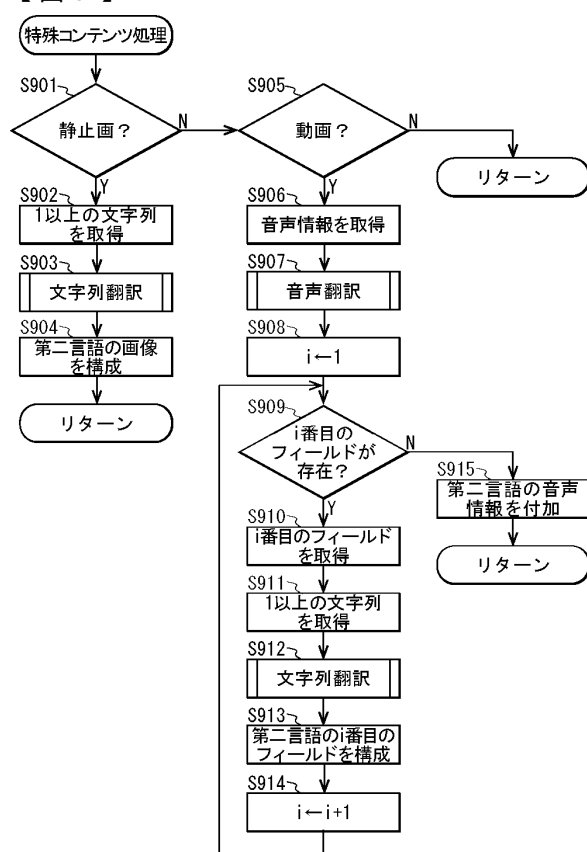 特殊コンテンツ処理
S901
静止画？
N
Y
S902
1以上の文字列
を取得
S903
文字列翻訳
S904
第二言語の画像
を構成
リターン
S905
動画？
N
Y
リターン
S906
音声情報を取得
S907
音声翻訳
S908
i←1
S909
i番目の
フィールドが
存在？
N
Y
S915
第二言語の音声
情報を付加
リターン
S910
i番目のフィールド
を取得
S911
1以上の文字列
を取得
S912
文字列翻訳
S913
第二言語のi番目の
フィールドを構成
S914
i←i+1